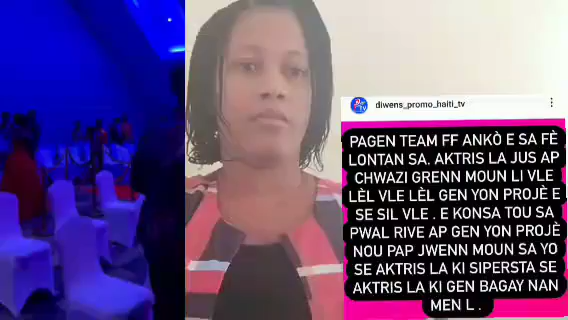 TV
diwens_promo_haiti_tv
PAGEN TEAM FF ANKÒ E SA FÈ
LONTAN SA. AKTRIS LA JUS AP
CHWAZI GRENN MOUN LI VLE
LÈL VLE LÈL GEN YON PROJÈ E
SE SIL VLE . E KONSA TOU SA
PWAL RIVE AP GEN YON PROJÈ
NOU PAP JWENN MOUN SA YO
SE AKTRIS LA KI SIPERSTA SE
AKTRIS LA KI GEN BAGAY NAN
MEN L .